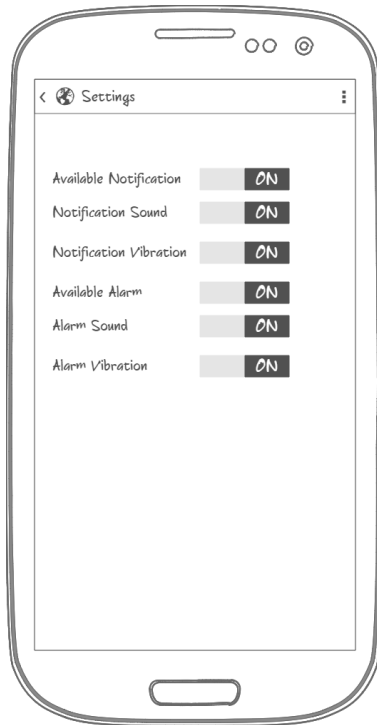 Settings
Available Notification ON
Notification Sound ON
Notification Vibration ON
Available Alarm ON
Alarm Sound ON
Alarm Vibration ON